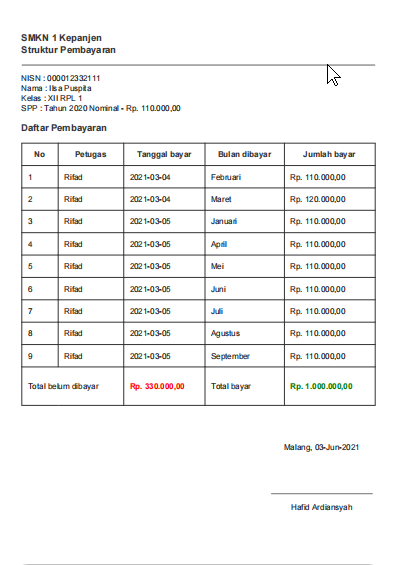 SMKN 1 Kepanjen
Struktur Pembayaran
NISN : 000012332111
Nama : Ilsa Puspita
Kelas : XII RPL 1
SPP : Tahun 2020 Nominal - Rp. 110.000,00
Daftar Pembayaran
No Petugas Tanggal bayar Bulan dibayar Jumlah bayar
1 Rifad 2021-03-04 Februari Rp. 110.000,00
2 Rifad 2021-03-04 Maret Rp. 120.000,00
3 Rifad 2021-03-05 Januari Rp. 110.000,00
4 Rifad 2021-03-05 April Rp. 110.000,00
5 Rifad 2021-03-05 Mei Rp. 110.000,00
6 Rifad 2021-03-05 Juni Rp. 110.000,00
7 Rifad 2021-03-05 Juli Rp. 110.000,00
8 Rifad 2021-03-05 Agustus Rp. 110.000,00
9 Rifad 2021-03-05 September Rp. 110.000,00
Total belum dibayar Rp. 330.000,00 Total bayar Rp. 1.000.000,00
Malang, 03-Jun-2021
Hafid Ardiansyah